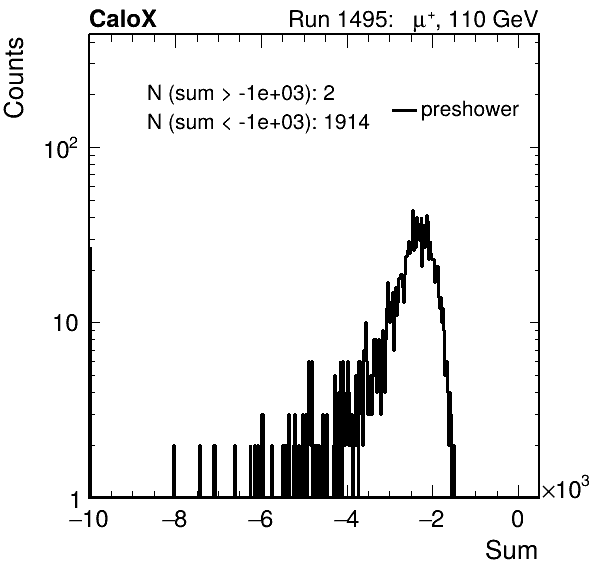 CaloX Run 1495: μ⁺, 110 GeV
Counts
N (sum > -1e+03): 2
N (sum < -1e+03): 1914
preshower
10²
10
1
−10 −8 −6 −4 −2 0 ×10³
Sum